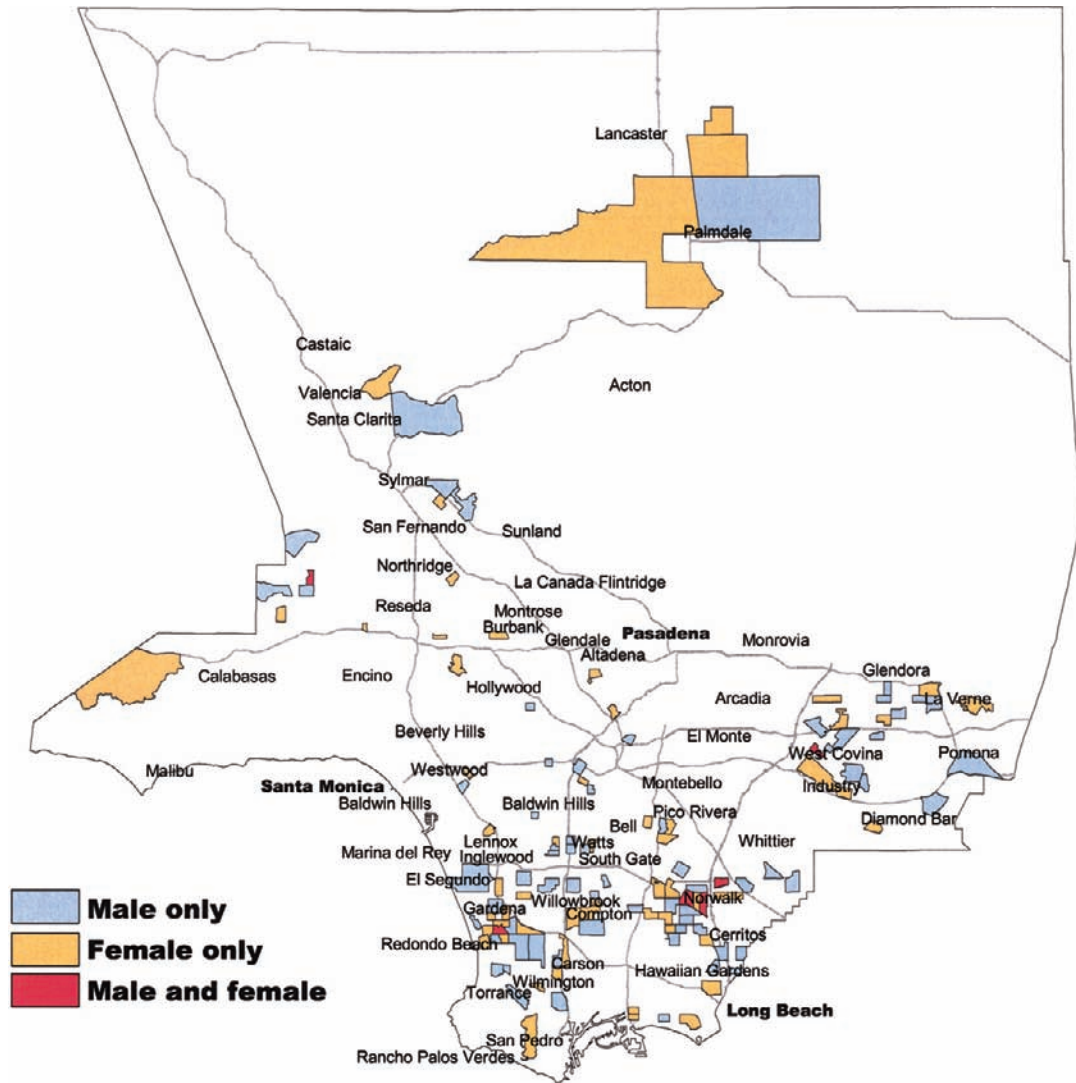 Lancaster
Palmdale
Castaic
Acton
Valencia
Santa Clarita
Sylmar
San Fernando
Sunland
Northridge
La Canada Flintridge
Reseda
Montrose
Burbank
Glendale
Pasadena
Monrovia
Altadena
Calabasas
Encino
Hollywood
Glendora
Arcadia
La Verne
Beverly Hills
El Monte
West Covina
Pomona
Malibu
Westwood
Santa Monica
Montebello
Industry
Baldwin Hills
Baldwin Hills
Pico Rivera
Diamond Bar
Bell
Lennox
Watts
Whittier
Marina del Rey
Inglewood
South Gate
El Segundo
Willowbrook
Norwalk
Gardena
Compton
Redondo Beach
Cerritos
Carson
Hawaiian Gardens
Wilmington
Torrance
Long Beach
San Pedro
Rancho Palos Verdes
Male only
Female only
Male and female